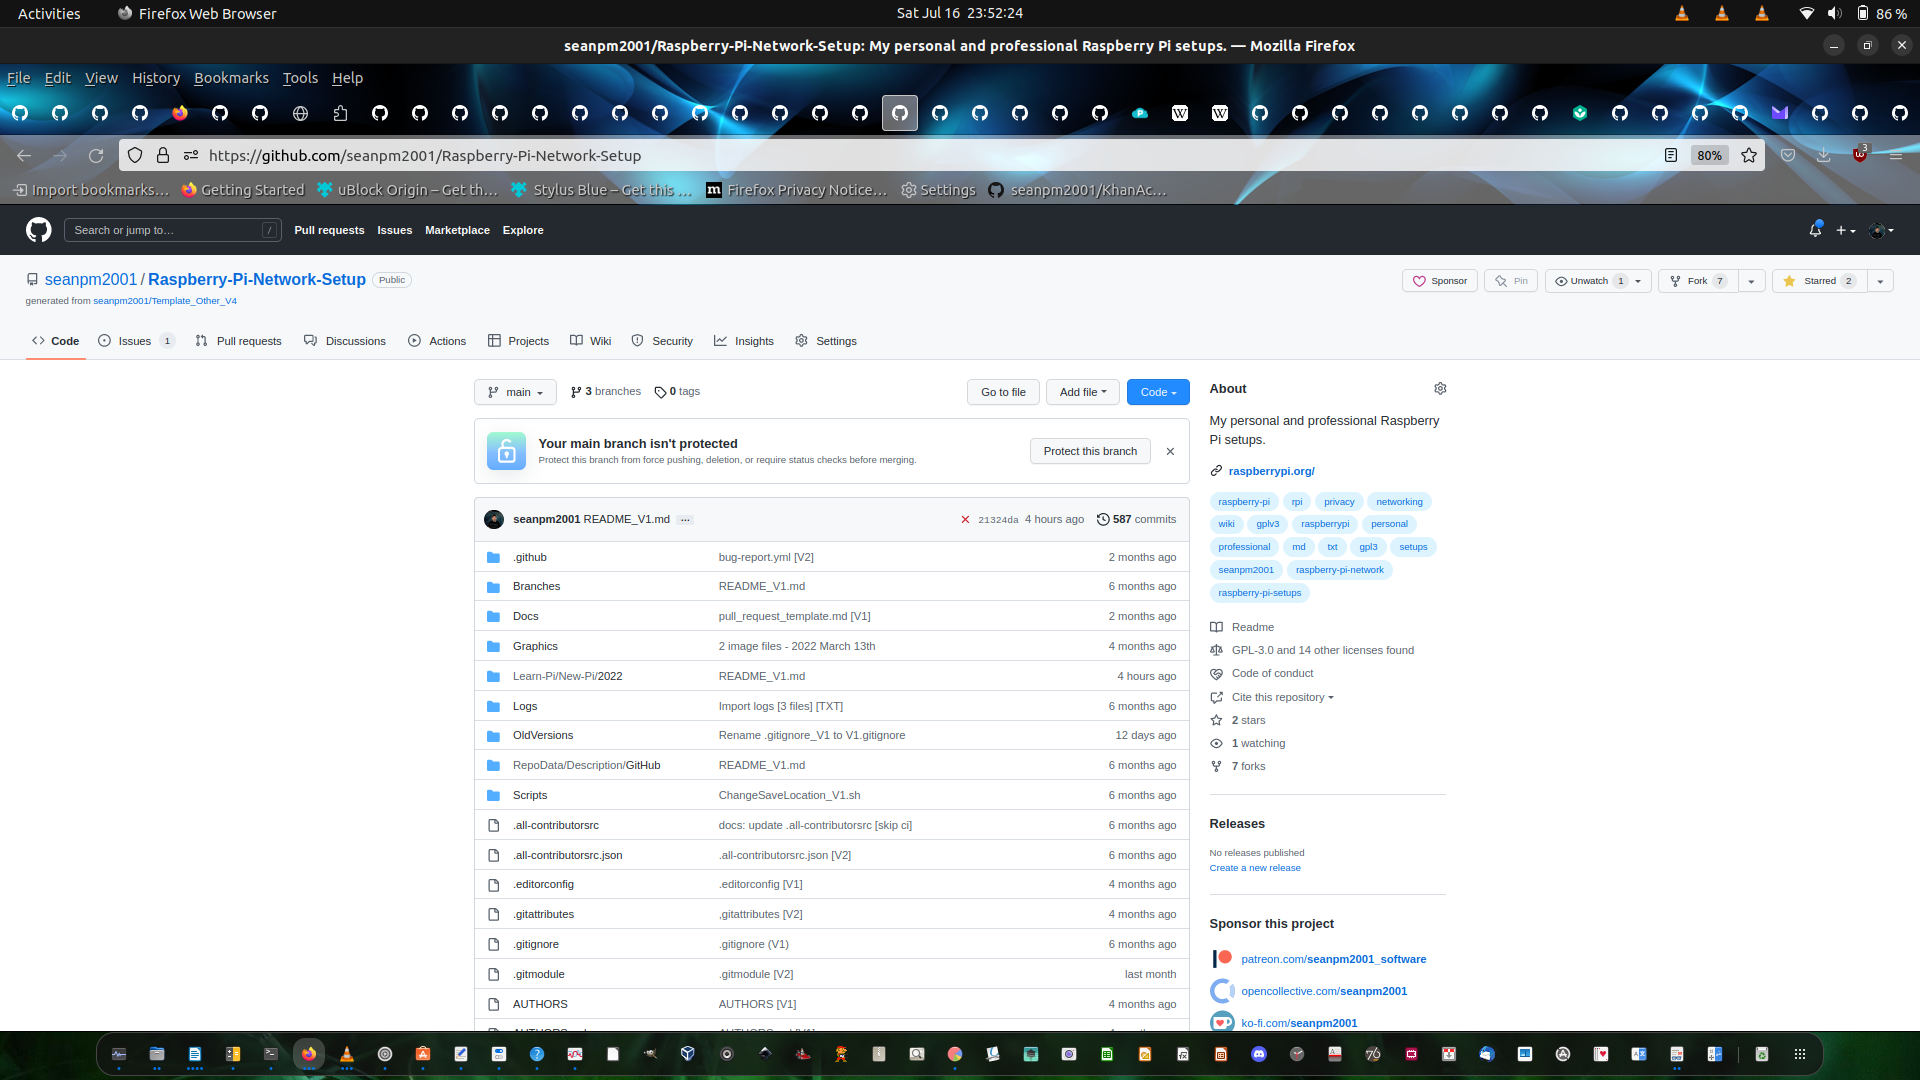 Activities Firefox Web Browser Sat Jul 16 23:52:24 86 %
seanpm2001/Raspberry-Pi-Network-Setup: My personal and professional Raspberry Pi setups. — Mozilla Firefox
File Edit View History Bookmarks Tools Help
https://github.com/seanpm2001/Raspberry-Pi-Network-Setup 80% 3
Import bookmarks… Getting Started uBlock Origin – Get th… Stylus Blue – Get this … Firefox Privacy Notice… Settings seanpm2001/KhanAc…
Search or jump to… / Pull requests Issues Marketplace Explore
seanpm2001 / Raspberry-Pi-Network-Setup Public Sponsor Pin Unwatch 1 Fork 7 Starred 2
generated from seanpm2001/Template_Other_V4
Code Issues 1 Pull requests Discussions Actions Projects Wiki Security Insights Settings
main 3 branches 0 tags Go to file Add file Code
Your main branch isn't protected
Protect this branch from force pushing, deletion, or require status checks before merging.
Protect this branch
seanpm2001 README_V1.md ... 21324da 4 hours ago 587 commits
.github bug-report.yml [V2] 2 months ago
Branches README_V1.md 6 months ago
Docs pull_request_template.md [V1] 2 months ago
Graphics 2 image files - 2022 March 13th 4 months ago
Learn-Pi/New-Pi/2022 README_V1.md 4 hours ago
Logs Import logs [3 files] [TXT] 6 months ago
OldVersions Rename .gitignore_V1 to V1.gitignore 12 days ago
RepoData/Description/GitHub README_V1.md 6 months ago
Scripts ChangeSaveLocation_V1.sh 6 months ago
.all-contributorsrc docs: update .all-contributorsrc [skip ci] 6 months ago
.all-contributorsrc.json .all-contributorsrc.json [V2] 6 months ago
.editorconfig .editorconfig [V1] 4 months ago
.gitattributes ,gitattributes [V2] 4 months ago
.gitignore .gitignore (V1) 6 months ago
.gitmodule .gitmodule [V2] last month
AUTHORS AUTHORS [V1] 4 months ago
About
My personal and professional Raspberry
Pi setups.
raspberrypi.org/
raspberry-pi rpi privacy networking
wiki gplv3 raspberrypi personal
professional md txt gpl3 setups
seanpm2001 raspberry-pi-network
raspberry-pi-setups
Readme
GPL-3.0 and 14 other licenses found
Code of conduct
Cite this repository
2 stars
1 watching
7 forks
Releases
No releases published
Create a new release
Sponsor this project
patreon.com/seanpm2001_software
opencollective.com/seanpm2001
ko-fi.com/seanpm2001